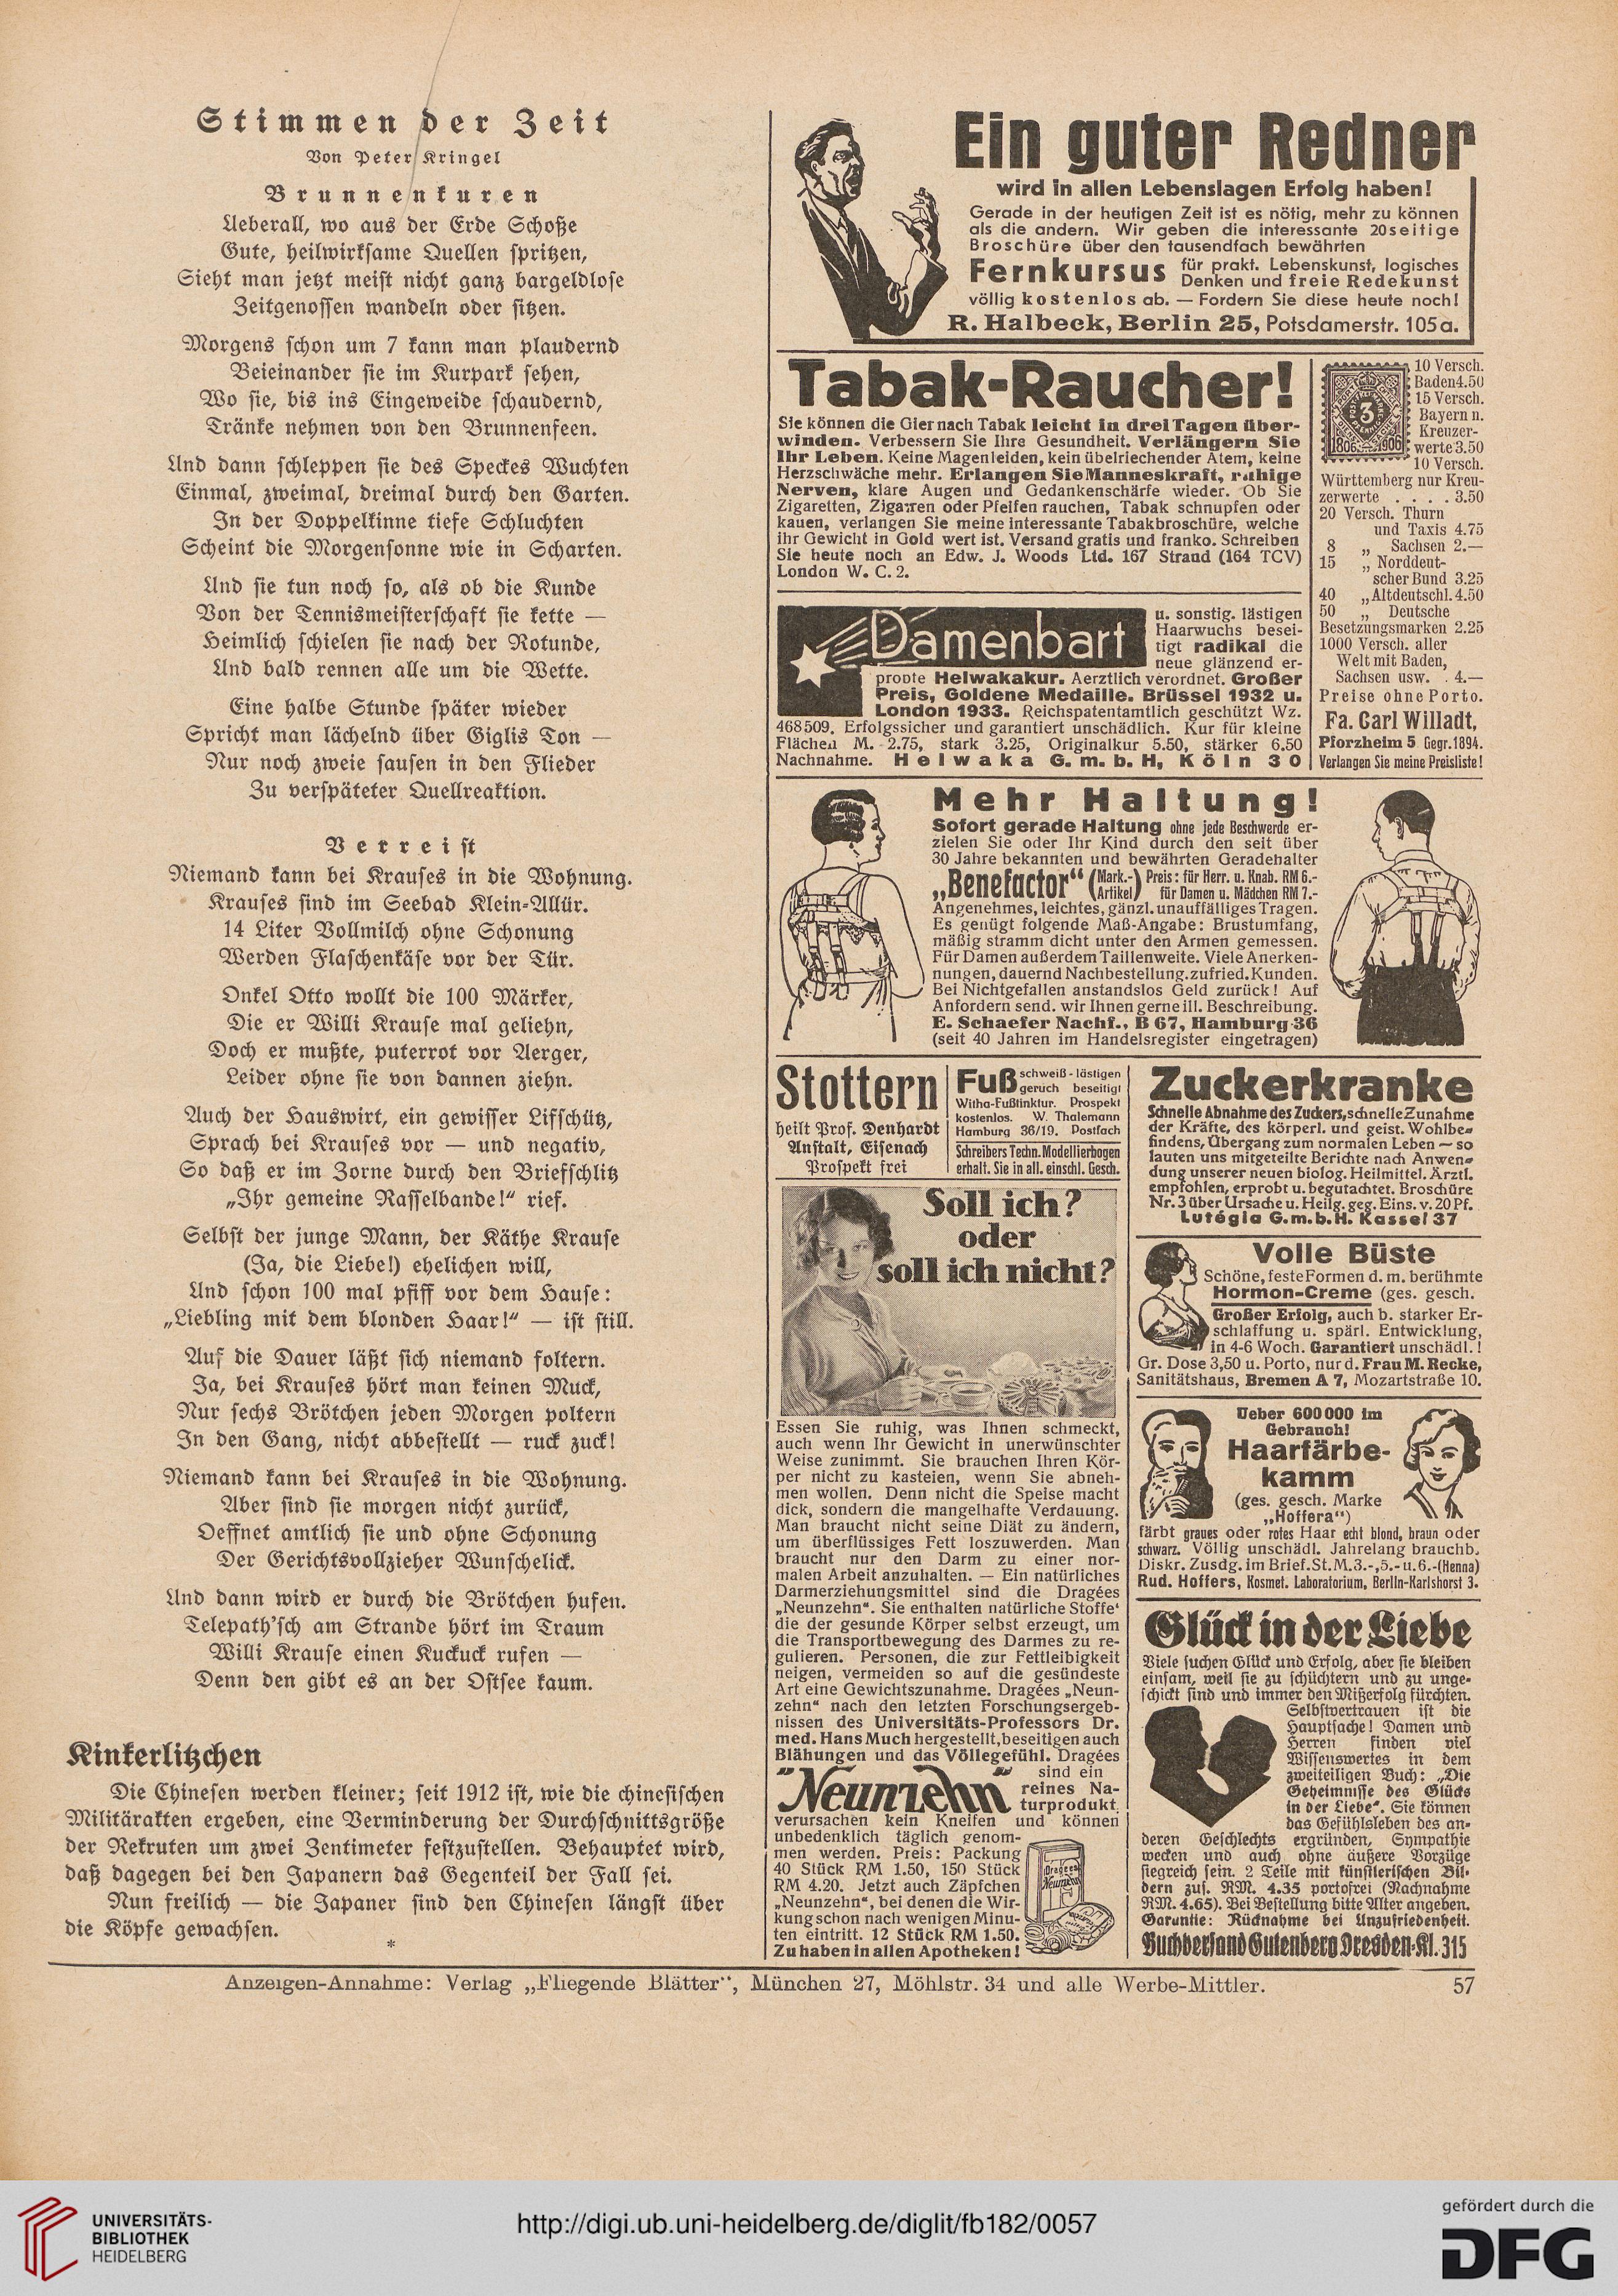 Stimmen der Zeit
Von Peter Kringel
Brunnenkuren
Ueberall, wo aus der Erde Schoße
Gute, heilwirksame Quellen spritzen,
Sieht man jetzt meist nicht ganz bargeldlose
Zeitgenossen wandeln oder sitzen.
Morgens schon um 7 kann man plaudernd
Beieinander sie im Kurpark sehen,
Wo sie, bis ins Eingeweide schaudernd,
Tränke nehmen von den Brunnenfeen.
Und dann schleppen sie des Speckes Wuchten
Einmal, zweimal, dreimal durch den Garten.
In der Doppelkinne tiefe Schluchten
Scheint die Morgensonne wie in Scharten.
Und sie tun noch so, als ob die Kunde
Von der Tennismeisterschaft sie kette —
Heimlich schielen sie nach der Rotunde,
Und bald rennen alle um die Wette.
Eine halbe Stunde später wieder
Spricht man lächelnd über Giglis Ton —
Nur noch zweie sausen in den Flieder
Zu verspäteter Quellreaktion.
Verreist
Niemand kann bei Krauses in die Wohnung.
Krauses sind im Seebad Klein-Allür.
14 Liter Vollmilch ohne Schonung
Werden Flaschenkäse vor der Tür.
Onkel Otto wollt die 100 Märker,
Die er Willi Krause mal geliehn,
Doch er mußte, puterrot vor Aerger,
Leider ohne sie von dannen ziehn.
Auch der Hauswirt, ein gewisser Lifschütz,
Sprach bei Krauses vor — und negativ,
So daß er im Zorne durch den Briefschlitz
„Ihr gemeine Rasselbande!“ rief.
Selbst der junge Mann, der Käthe Krause
(Ja, die Liebe!) ehelichen will,
Und schon 100 mal pfiff vor dem Hause:
„Liebling mit dem blonden Haar!“ — ist still.
Auf die Dauer läßt sich niemand foltern.
Ja, bei Krauses hört man keinen Muck,
Nur sechs Brötchen jeden Morgen poltern
In den Gang, nicht abbestellt — ruck zuck!
Niemand kann bei Krauses in die Wohnung.
Aber sind sie morgen nicht zurück,
Oeffnet amtlich sie und ohne Schonung
Der Gerichtsvollzieher Wunschelick.
Und dann wird er durch die Brötchen hufen.
Telepath'sch am Strande hört im Traum
Willi Krause einen Kuckuck rufen —
Denn den gibt es an der Ostsee kaum.
Kinkerlitzchen
Die Chinesen werden kleiner; seit 1912 ist, wie die chinesischen
Militärakten ergeben, eine Verminderung der Durchschnittsgröße
der Rekruten um zwei Zentimeter festzustellen. Behauptet wird,
daß dagegen bei den Japanern das Gegenteil der Fall sei.
Nun freilich — die Japaner sind den Chinesen längst über
die Köpfe gewachsen.
*
Ein guter Redner
wird in allen Lebenslagen Erfolg haben!
Gerade in der heutigen Zeit ist es nötig, mehr zu können
als die andern. Wir geben die interessante 20seitige
Broschüre über den tausendfach bewährten
Fernkursus für prakt. Lebenskunst, logisches
Denken und freie Redekunst
völlig kostenlos ab. — Fordern Sie diese heute noch!
R. Halbeck, Berlin 25, Potsdamerstr. 105a.
Tabak-Raucher!
Sie können die Gier nach Tabak leicht in drei Tagen über-
winden. Verbessern Sie Ihre Gesundheit. Verlängern Sie
Ihr Leben. Keine Magenleiden, kein übelriechender Atem, keine
Herzschwäche mehr. Erlangen Sie Manneskraft, ruhige
Nerven, klare Augen und Gedankenschärfe wieder. Ob Sie
Zigaretten, Zigarren oder Pfeifen rauchen, Tabak schnupfen oder
kauen, verlangen Sie meine interessante Tabakbroschüre, welche
ihr Gewicht in Gold wert ist. Versand gratis und franko. Schreiben
Sie heute noch an Edw. J. Woods Ltd. 167 Strand (164 TCV)
London W. C. 2.
3
1806 1906
10 Versch.
Baden 4.50
15 Versch.
Bayern n.
Kreuzer-
werte 3.50
10 Versch.
Württemberg nur Kreu-
zerwerte . . . . 3.50
20 Versch. Thurn
und Taxis 4.75
8 „ Sachsen 2.—
15 „ Norddeut-
scher Bund 3.25
40 „ Altdeutschl. 4.50
50 „ Deutsche
Besetzungsmarken 2.25
1000 Versch. aller
Welt mit Baden,
Sachsen usw. . 4.—
Preise ohne Porto.
Fa. Carl Willadt,
Pforzheim 5 Gegr. 1894.
Verlangen Sie meine Preisliste!
Damenbart
u. sonstig. lästigen
Haarwuchs besei-
tigt radikal die
neue glänzend er-
probte Helwakakur. Aerztlich verordnet. Großer
Preis, Goldene Medaille. Brüssel 1932 u.
London 1933. Reichspatentamtlich geschützt Wz.
468509. Erfolgssicher und garantiert unschädlich. Kur für kleine
Flächen M. 2.75, stark 3.25, Originalkur 5.50, stärker 6.50
Nachnahme. Helwaka G. m. b. H, Köln 30
Mehr Haltung!
Sofort gerade Haltung ohne jede Beschwerde er-
zielen Sie oder Ihr Kind durch den seit über
30 Jahre bekannten und bewährten Geradehalter
„Benefactor“ (Mark.-Artikel) Preis: für Herr. u. Knab. RM 6.-
für Damen u. Mädchen RM 7.-
Angenehmes, leichtes, gänzl. unauffälliges Tragen.
Es genügt folgende Maß-Angabe: Brustumfang,
mäßig stramm dicht unter den Armen gemessen.
Für Damen außerdem Taillenweite. Viele Anerken-
nungen, dauernd Nachbestellung. zufried. Kunden.
Bei Nichtgefallen anstandslos Geld zurück! Auf
Anfordern send. wir Ihnen gerne ill. Beschreibung.
E. Schaefer Nachf., B 67, Hamburg 36
(seit 40 Jahren im Handelsregister eingetragen)
Stottern
heilt Prof. Denhardt
Anstalt, Eisenach
Prospekt frei
Fuß schweiß - lästigen
geruch beseitigt
Witha-Fußtinktur. Prospekt
kostenlos. W. Thalemann
Hamburg 36/19. Postfach
Schreibers Techn. Modellierbogen
erhalt. Sie in all. einschl. Gesch.
Soll ich?
oder
soll ich nicht?
Essen Sie ruhig, was Ihnen schmeckt,
auch wenn Ihr Gewicht in unerwünschter
Weise zunimmt. Sie brauchen Ihren Kör-
per nicht zu kasteien, wenn Sie abneh-
men wollen. Denn nicht die Speise macht
dick, sondern die mangelhafte Verdauung.
Man braucht nicht seine Diät zu ändern,
um überflüssiges Fett loszuwerden. Man
braucht nur den Darm zu einer nor-
malen Arbeit anzuhalten. — Ein natürliches
Darmerziehungsmittel sind die Dragées
„Neunzehn“. Sie enthalten natürliche Stoffe'
die der gesunde Körper selbst erzeugt, um
die Transportbewegung des Darmes zu re-
gulieren. Personen, die zur Fettleibigkeit
neigen, vermeiden so auf die gesündeste
Art eine Gewichtszunahme. Dragées „Neun-
zehn“ nach den letzten Forschungsergeb-
nissen des Universitäts-Professors Dr.
med. Hans Much hergestellt, beseitigen auch
Blähungen und das Völlegefühl. Dragées
"Neunzehn" sind ein
reines Na-
turprodukt,
verursachen kein Kneifen und können
unbedenklich täglich genom-
men werden. Preis: Packung
40 Stück RM 1.50, 150 Stück
RM 4.20. Jetzt auch Zäpfchen
„Neunzehn“, bei denen die Wir-
kung schon nach wenigen Minu-
ten eintritt. 12 Stück RM 1.50.
Zu haben in allen Apotheken!
Dragées
Neunzehn
Zuckerkranke
Schnelle Abnahme des Zuckers, schnelle Zunahme
der Kräfte, des körperl. und geist. Wohlbe-
findens, Übergang zum normalen Leben — so
lauten uns mitgeteilte Berichte nach Anwen-
dung unserer neuen biolog. Heilmittel. Ärztl.
empfohlen, erprobt u. begutachtet. Broschüre
Nr. 3 über Ursache u. Heilg. geg. Eins. v. 20 Pf.
Lutégia G.m.b.H. Kassel 37
Volle Büste
Schöne, feste Formen d. m. berühmte
Hormon-Creme (ges. gesch.
Großer Erfolg, auch b. starker Er-
schlaffung u. spärl. Entwicklung,
in 4-6 Woch. Garantiert unschädl.!
Gr. Dose 3,50 u. Porto, nur d. Frau M. Recke,
Sanitätshaus, Bremen A 7, Mozartstraße 10.
Ueber 600000 im
Gebrauch!
Haarfärbe-
kamm
(ges. gesch. Marke
„Hoffera“)
färbt graues oder rotes Haar echt blond, braun oder
schwarz. Völlig unschädl. Jahrelang brauchb.
Diskr. Zusdg. im Brief. St. M. 3.-, 5.- u. 6.- (Henna)
Rud. Hoffers, Kosmet. Laboratorium, Berlin-Karlshorst 3.
Glück in der Liebe
Viele suchen Glück und Erfolg, aber sie bleiben
einsam, weil sie zu schüchtern und zu unge-
schickt sind und immer den Mißerfolg fürchten.
Selbstvertrauen ist die
Hauptsache! Damen und
Herren finden viel
Wissenswertes in dem
zweiteiligen Buch: „Die
Geheimnisse des Glücks
in der Liebe“. Sie können
das Gefühlsleben des an-
deren Geschlechts ergründen, Sympathie
wecken und auch ohne äußere Vorzüge
siegreich sein. 2 Teile mit künstlerischen Bil-
dern zus. RM. 4.35 portofrei (Nachnahme
RM. 4.65). Bei Bestellung bitte Alter angeben.
Garantie: Rücknahme bei Unzufriedenheit.
Buchversand Gutenberg Dresden-Kl. 315
Anzeigen-Annahme: Verlag „Fliegende Blätter“, München 27, Möhlstr. 34 und alle Werbe-Mittler. 57
UNIVERSITÄTS-
BIBLIOTHEK
HEIDELBERG
http://digi.ub.uni-heidelberg.de/diglit/fb182/0057
gefördert durch die
DFG